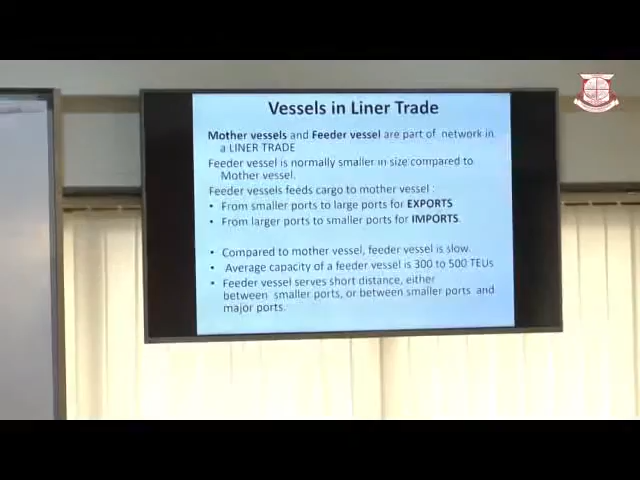 Vessels in Liner Trade
Mother vessels and Feeder vessel are part of network in
a LINER TRADE
Feeder vessel is normally smaller in size compared to
Mother vessel.
Feeder vessels feeds cargo to mother vessel :
• From smaller ports to large ports for EXPORTS
• From larger ports to smaller ports for IMPORTS.
• Compared to mother vessel, feeder vessel is slow.
• Average capacity of a feeder vessel is 300 to 500 TEUs
• Feeder vessel serves short distance, either
between smaller ports, or between smaller ports and
major ports.